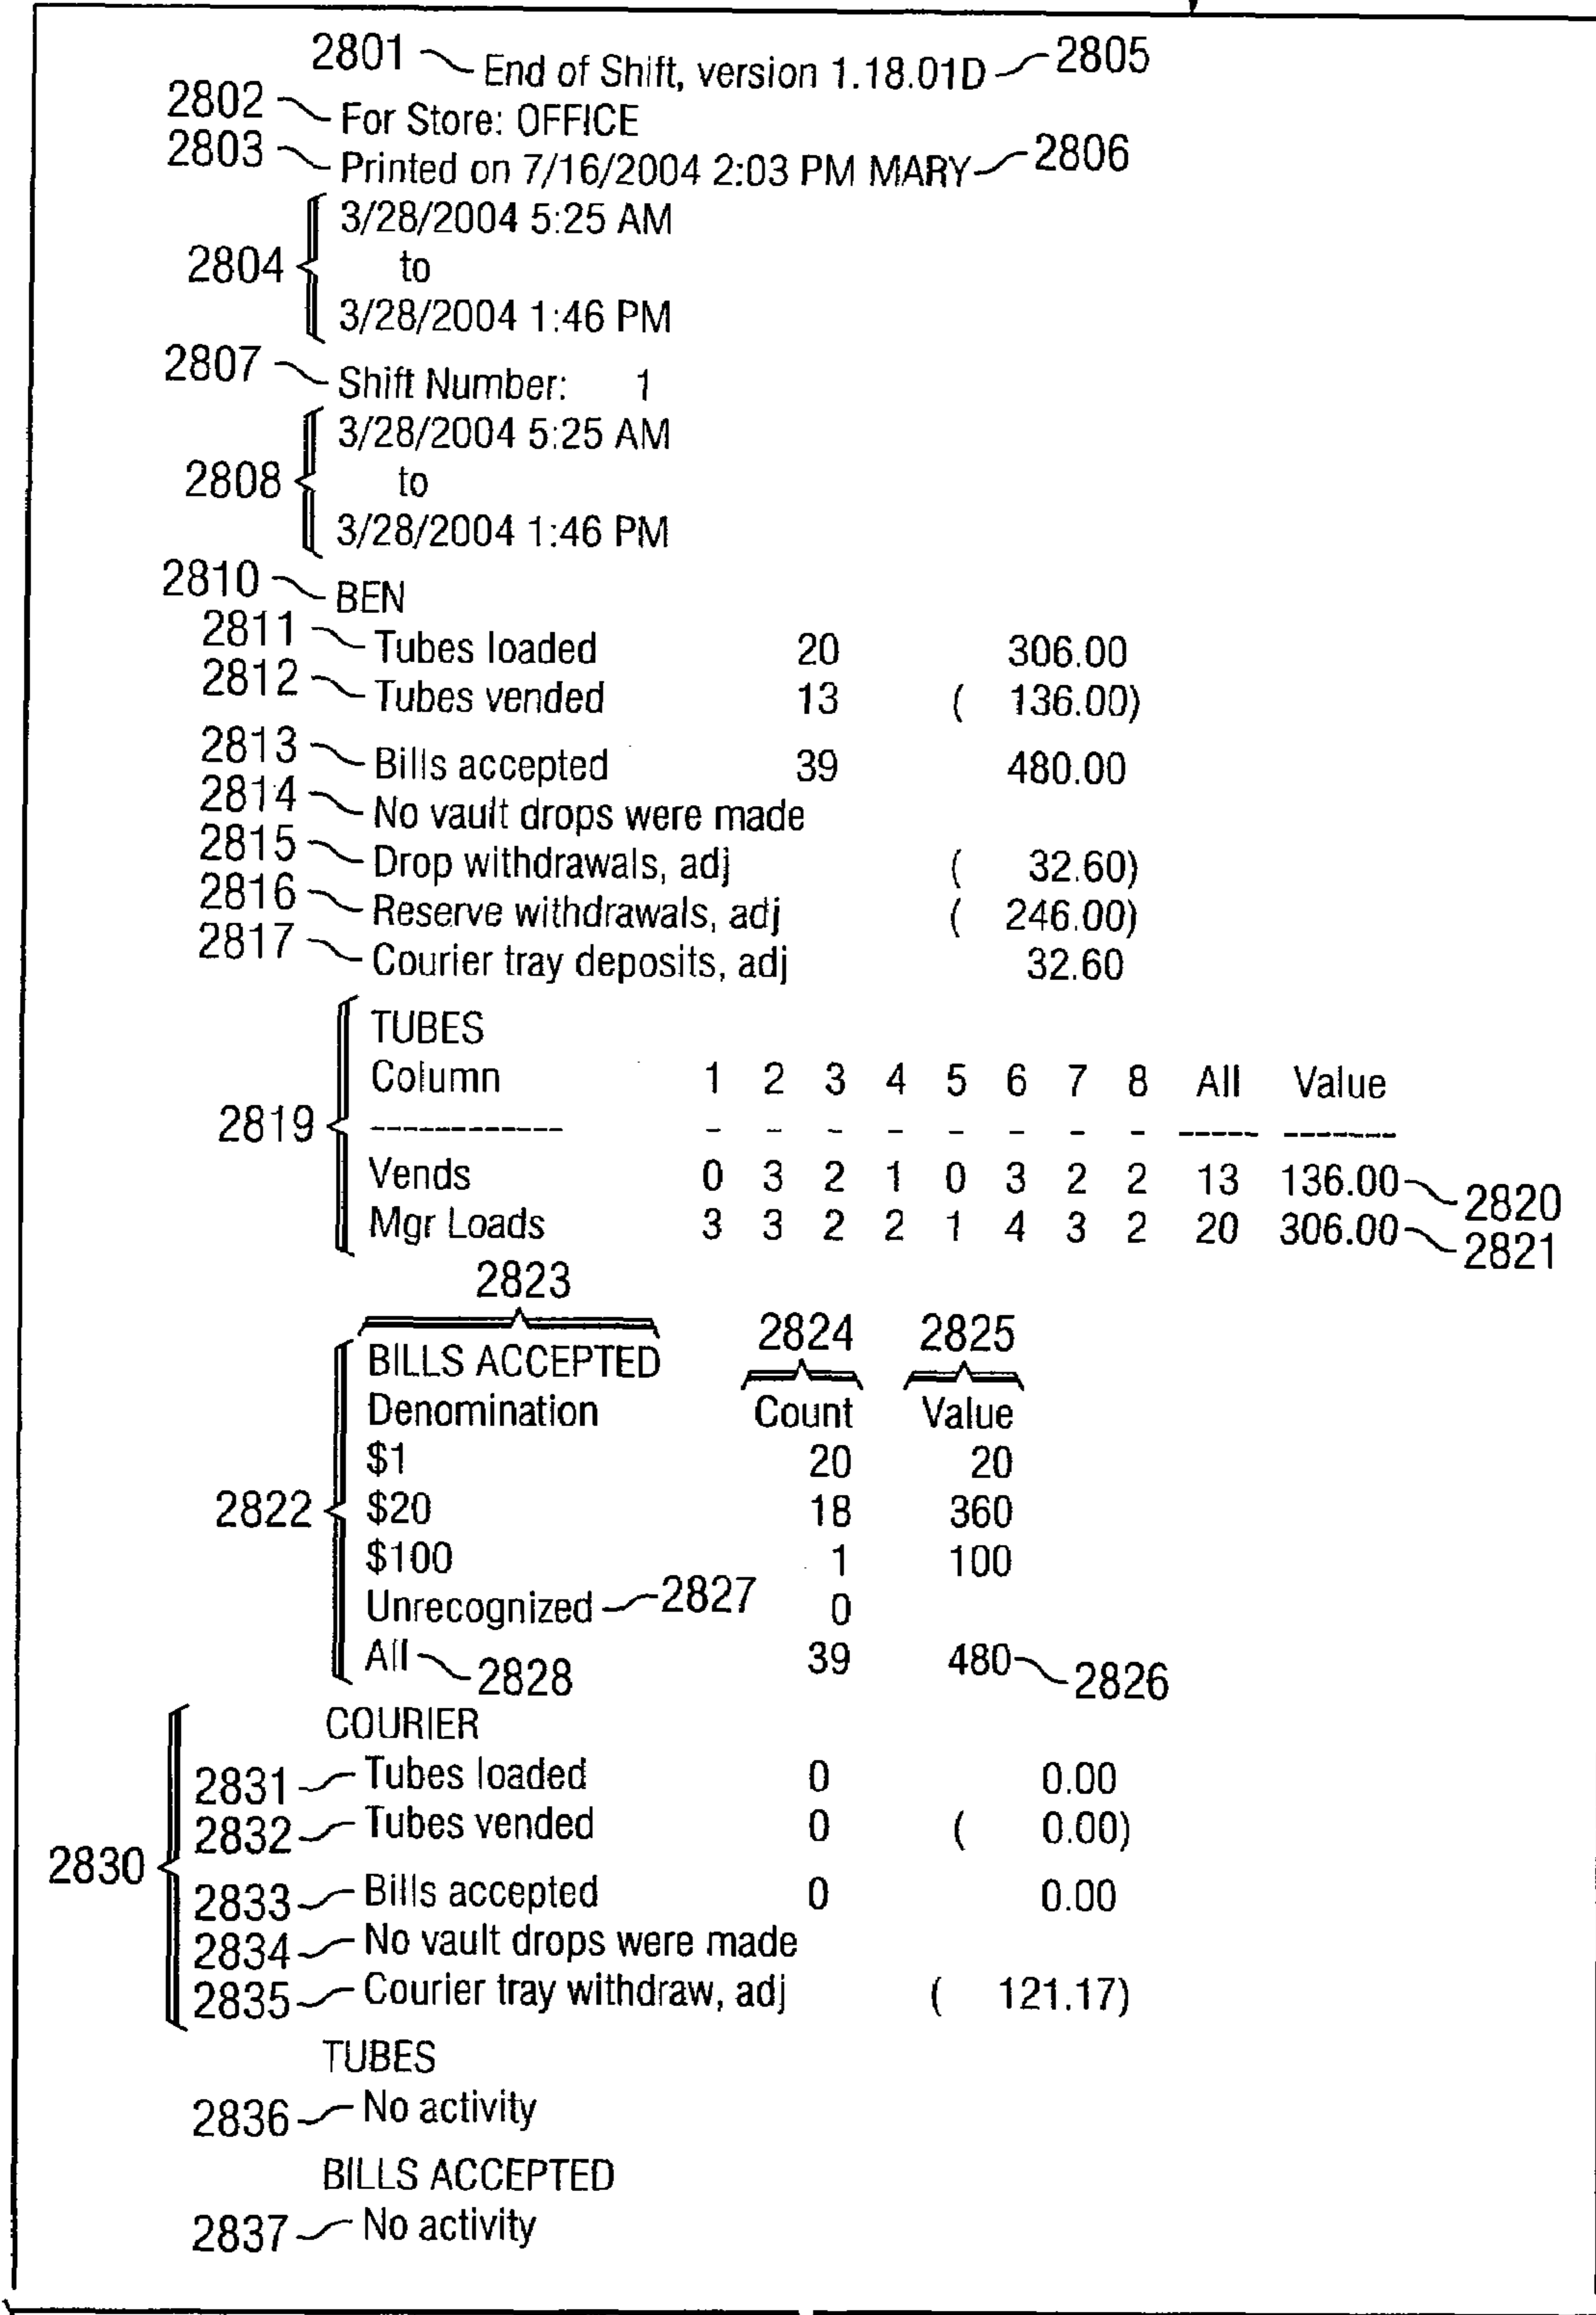 2801 End of Shift, version 1.18.01D 2805
2802 For Store: OFFICE
2803 Printed on 7/16/2004 2:03 PM MARY 2806
3/28/2004 5:25 AM
2804 to
3/28/2004 1:46 PM
2807 Shift Number: 1
3/28/2004 5:25 AM
2808 to
3/28/2004 1:46 PM
2810 BEN
2811 Tubes loaded 20 306.00
2812 Tubes vended 13 ( 136.00)
2813 Bills accepted 39 480.00
2814 No vault drops were made
2815 Drop withdrawals, adj ( 32.60)
2816 Reserve withdrawals, adj ( 246.00)
2817 Courier tray deposits, adj 32.60
TUBES
Column 1 2 3 4 5 6 7 8 All Value
2819 ------------ - - - - - - - - ----- -------
Vends 0 3 2 1 0 3 2 2 13 136.00 2820
Mgr Loads 3 3 2 2 1 4 3 2 20 306.00 2821
2823
2824 2825
BILLS ACCEPTED
Denomination Count Value
$1 20 20
2822 $20 18 360
$100 1 100
Unrecognized 2827 0
All 2828 39 480 2826
COURIER
2831 Tubes loaded 0 0.00
2832 Tubes vended 0 ( 0.00)
2830
2833 Bills accepted 0 0.00
2834 No vault drops were made
2835 Courier tray withdraw, adj ( 121.17)
TUBES
2836 No activity
BILLS ACCEPTED
2837 No activity